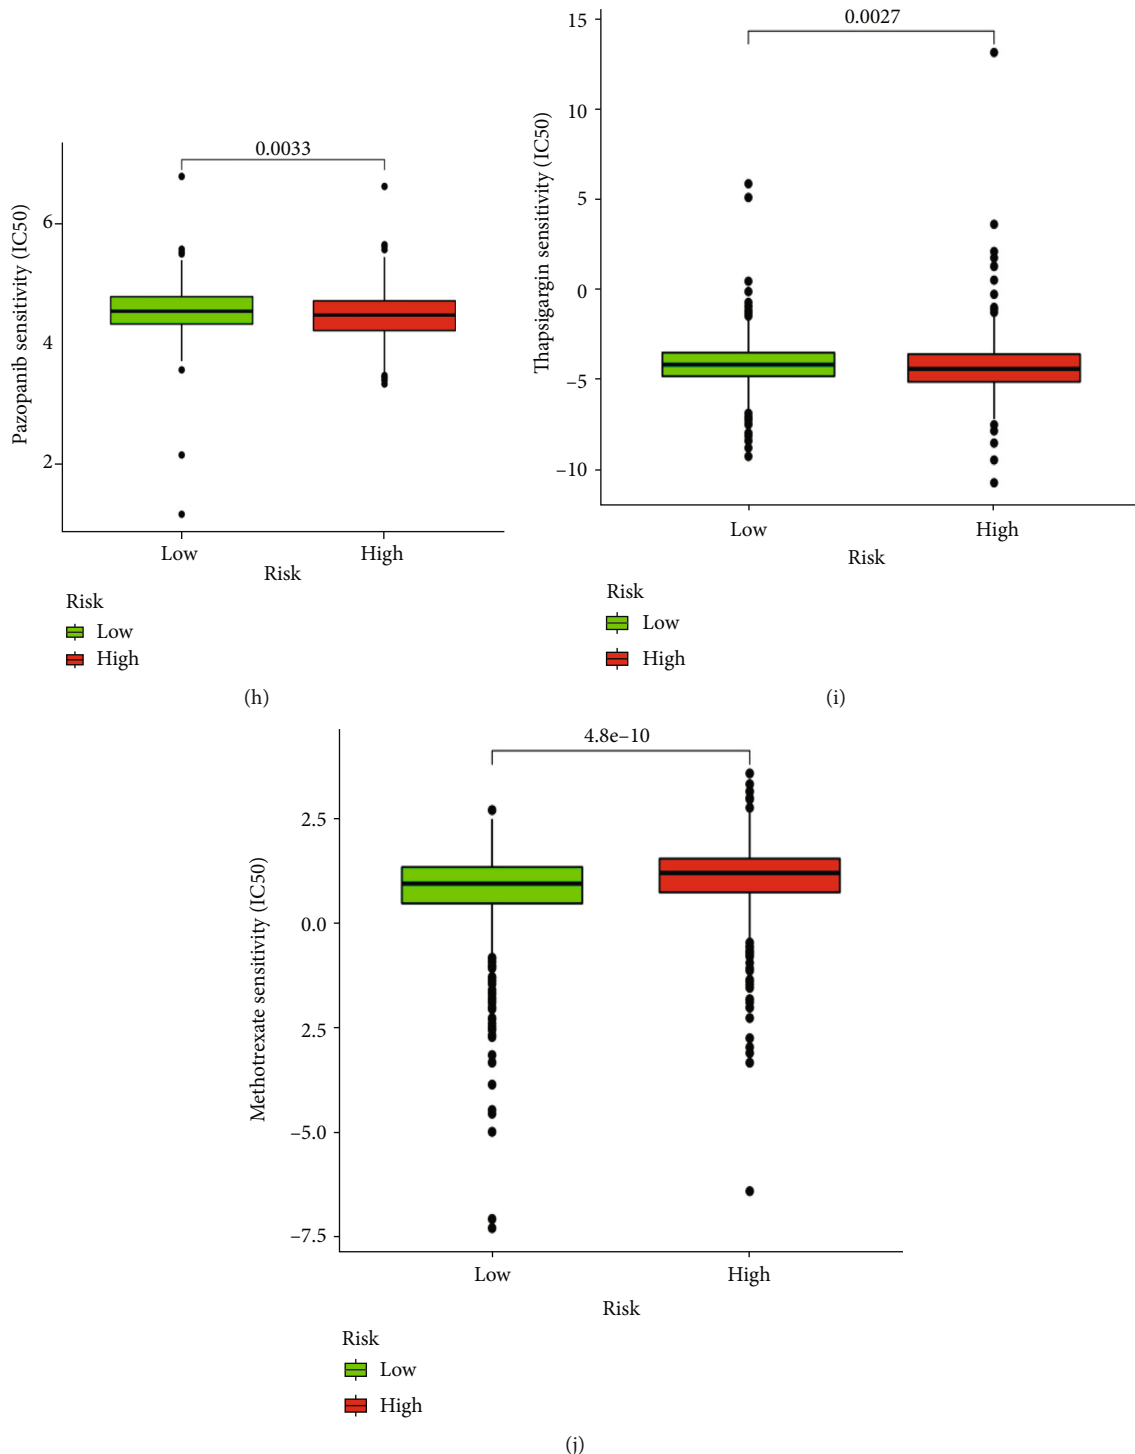 0.0033
Pazopanib sensitivity (IC50)
6
4
2
Low
High
Risk
Risk
Low
High
(h)
0.0027
Thapsigargin sensitivity (IC50)
15
10
5
0
−5
−10
Low
High
Risk
Risk
Low
High
(i)
4.8e−10
Methotrexate sensitivity (IC50)
2.5
0.0
2.5
−5.0
−7.5
Low
High
Risk
Risk
Low
High
(j)